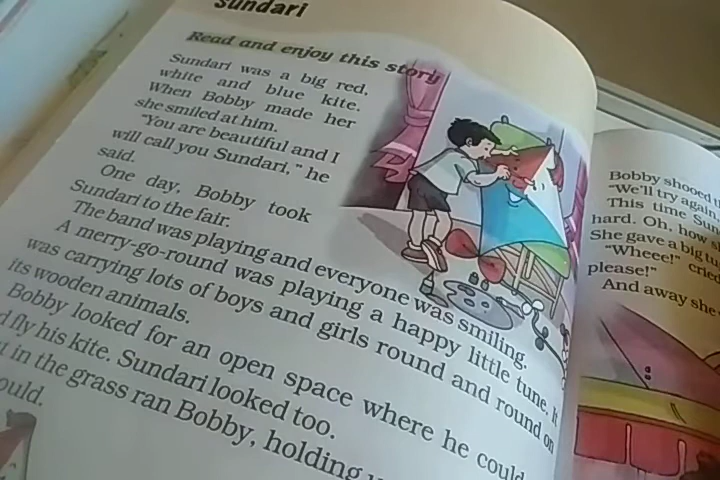 Sundari
Read and enjoy this story
Sundari was a big red,
white and blue kite.
When Bobby made her
she smiled at him.
"You are beautiful and I
will call you Sundari," he
said.
One day, Bobby took
Sundari to the fair.
The band was playing and everyone was smiling.
A merry-go-round was playing a happy little tune. It
was carrying lots of boys and girls round and round on
its wooden animals.
Bobby looked for an open space where he could
fly his kite. Sundari looked too.
in the grass ran Bobby, holding
Bobby shooed
"We'll try again
This time
hard. Oh, how
She gave a big
"Wheee!"
please!"
And away she